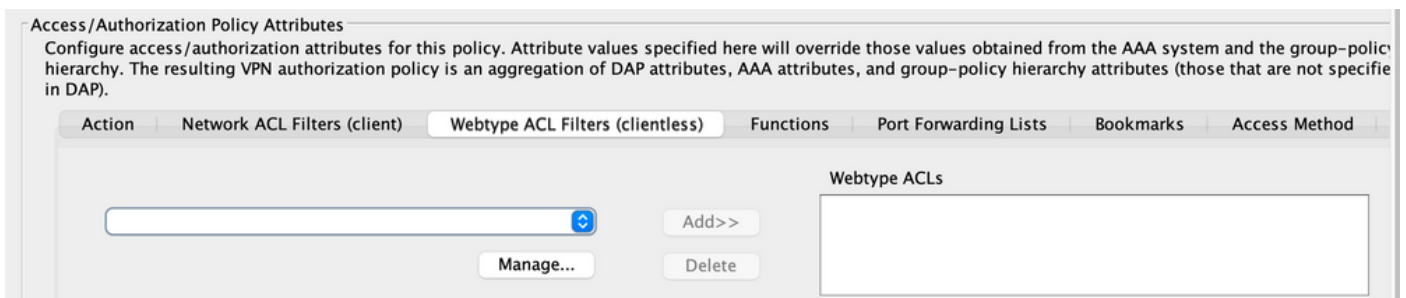 Access/Authorization Policy Attributes
Configure access/authorization attributes for this policy. Attribute values specified here will override those values obtained from the AAA system and the group-policy
hierarchy. The resulting VPN authorization policy is an aggregation of DAP attributes, AAA attributes, and group-policy hierarchy attributes (those that are not specifie
in DAP).
Action Network ACL Filters (client) Webtype ACL Filters (clientless) Functions Port Forwarding Lists Bookmarks Access Method
Webtype ACLs
Add>>
Manage... Delete